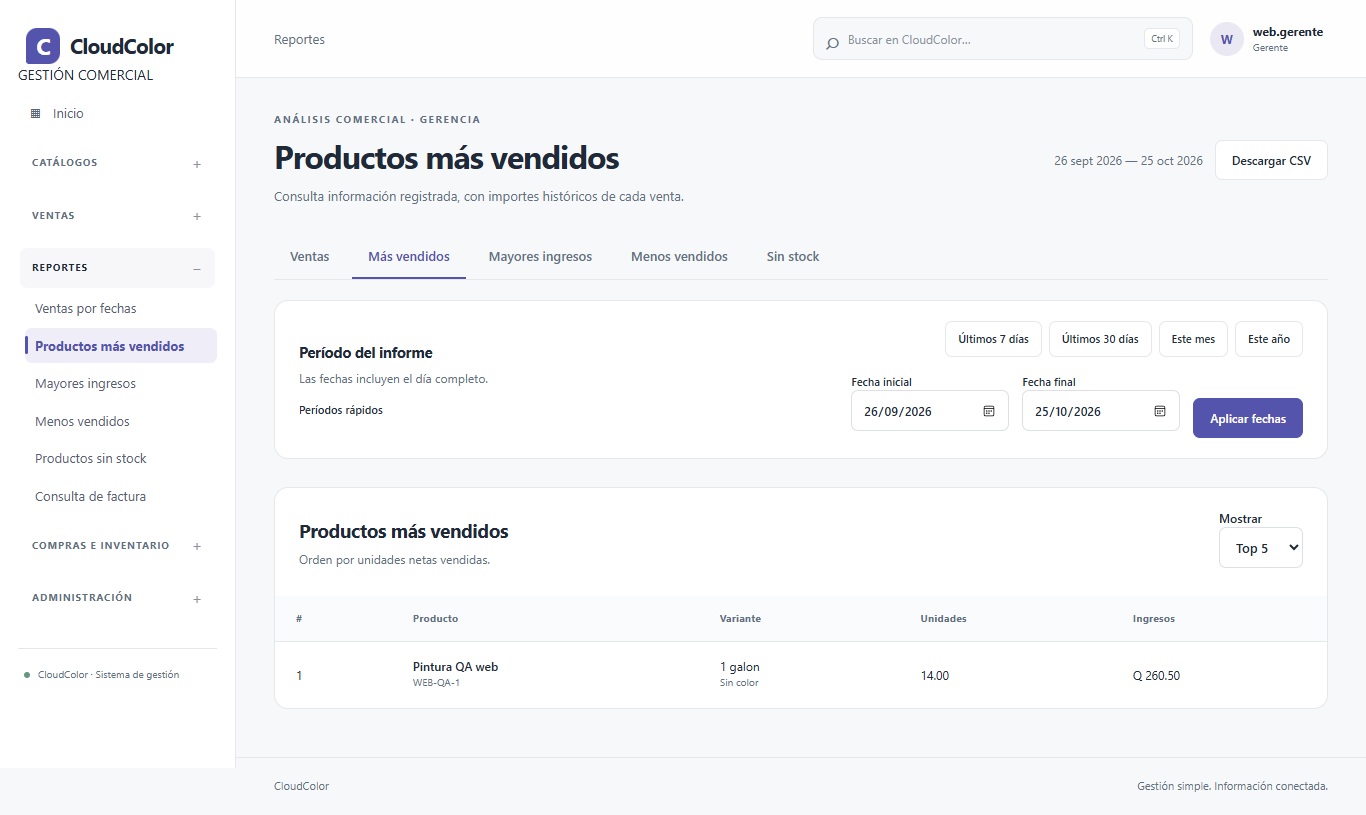 C CloudColor
GESTIÓN COMERCIAL
Inicio
CATÁLOGOS +
VENTAS +
REPORTES –
Ventas por fechas
Productos más vendidos
Mayores ingresos
Menos vendidos
Productos sin stock
Consulta de factura
COMPRAS E INVENTARIO +
ADMINISTRACIÓN +
CloudColor · Sistema de gestión
Reportes
Buscar en CloudColor...
Ctrl K
W
web.gerente
Gerente
ANÁLISIS COMERCIAL · GERENCIA
Productos más vendidos
Consulta información registrada, con importes históricos de cada venta.
26 sept 2026 — 25 oct 2026
Descargar CSV
Ventas Más vendidos Mayores ingresos Menos vendidos Sin stock
Período del informe
Las fechas incluyen el día completo.
Períodos rápidos
Últimos 7 días Últimos 30 días Este mes Este año
Fecha inicial Fecha final
26/09/2026 25/10/2026
Aplicar fechas
Productos más vendidos
Orden por unidades netas vendidas.
Mostrar
Top 5
# Producto Variante Unidades Ingresos
1 Pintura QA web 1 galon 14.00 Q 260.50
WEB-QA-1 Sin color
CloudColor
Gestión simple. Información conectada.